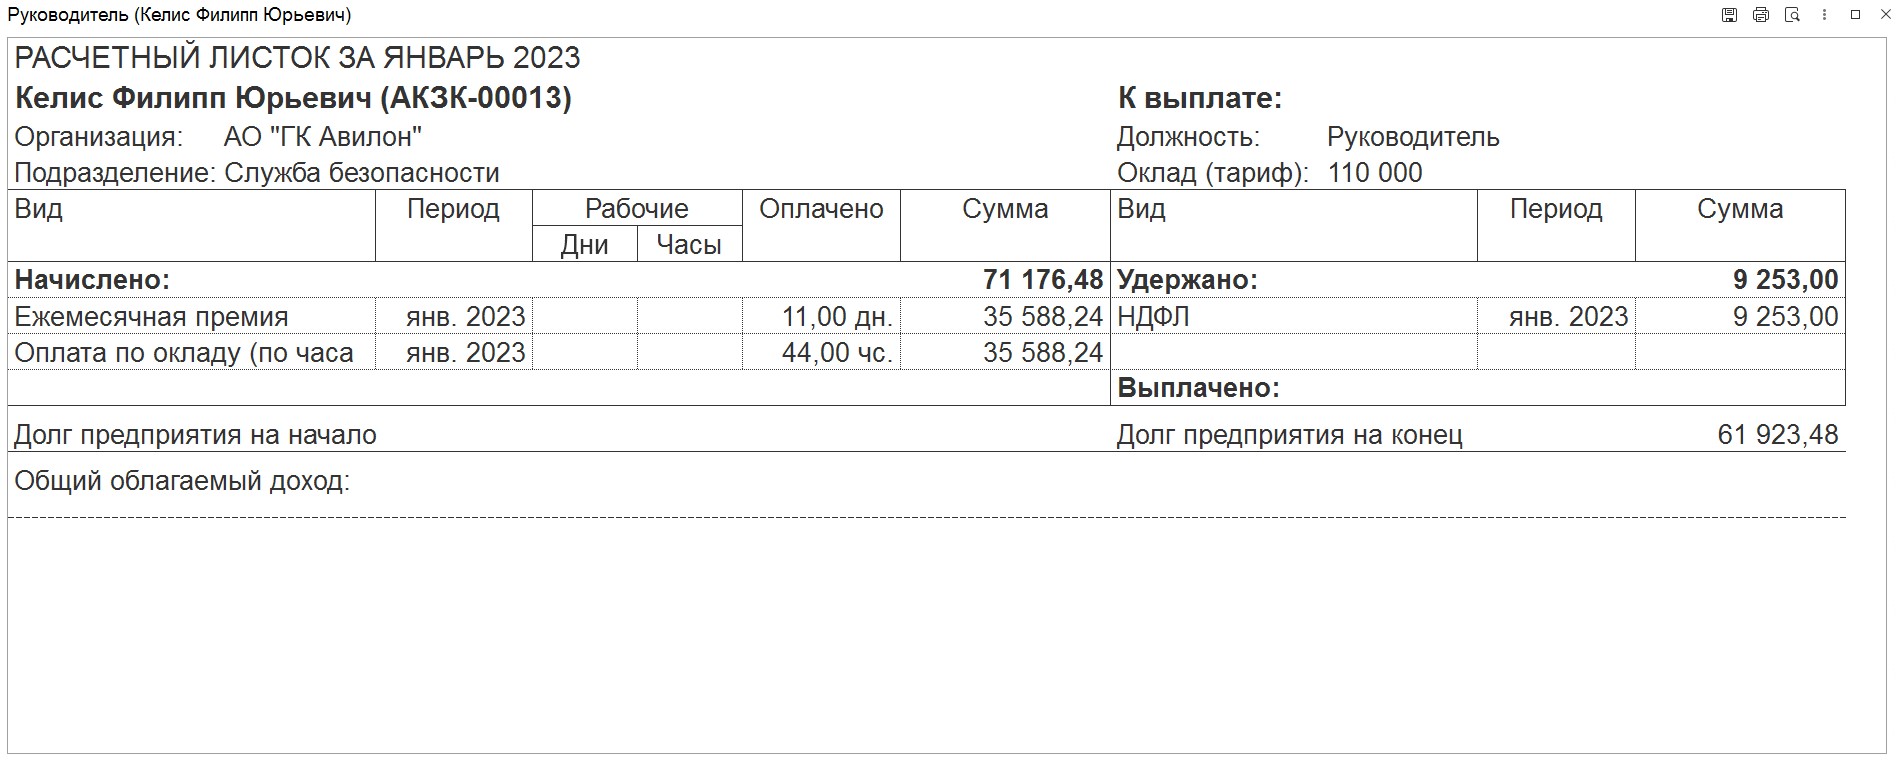 Руководитель (Келис Филипп Юрьевич)
РАСЧЕТНЫЙ ЛИСТОК ЗА ЯНВАРЬ 2023
Келис Филипп Юрьевич (АКЗК-00013) К выплате:
Организация: АО "ГК Авилон" Должность: Руководитель
Подразделение: Служба безопасности Оклад (тариф): 110 000
Вид Период Рабочие Оплачено Сумма Вид Период Сумма
Дни Часы
Начислено: 71 176,48 Удержано: 9 253,00
Ежемесячная премия янв. 2023 11,00 дн. 35 588,24 НДФЛ янв. 2023 9 253,00
Оплата по окладу (по часа янв. 2023 44,00 чс. 35 588,24
Выплачено:
Долг предприятия на начало Долг предприятия на конец 61 923,48
Общий облагаемый доход: